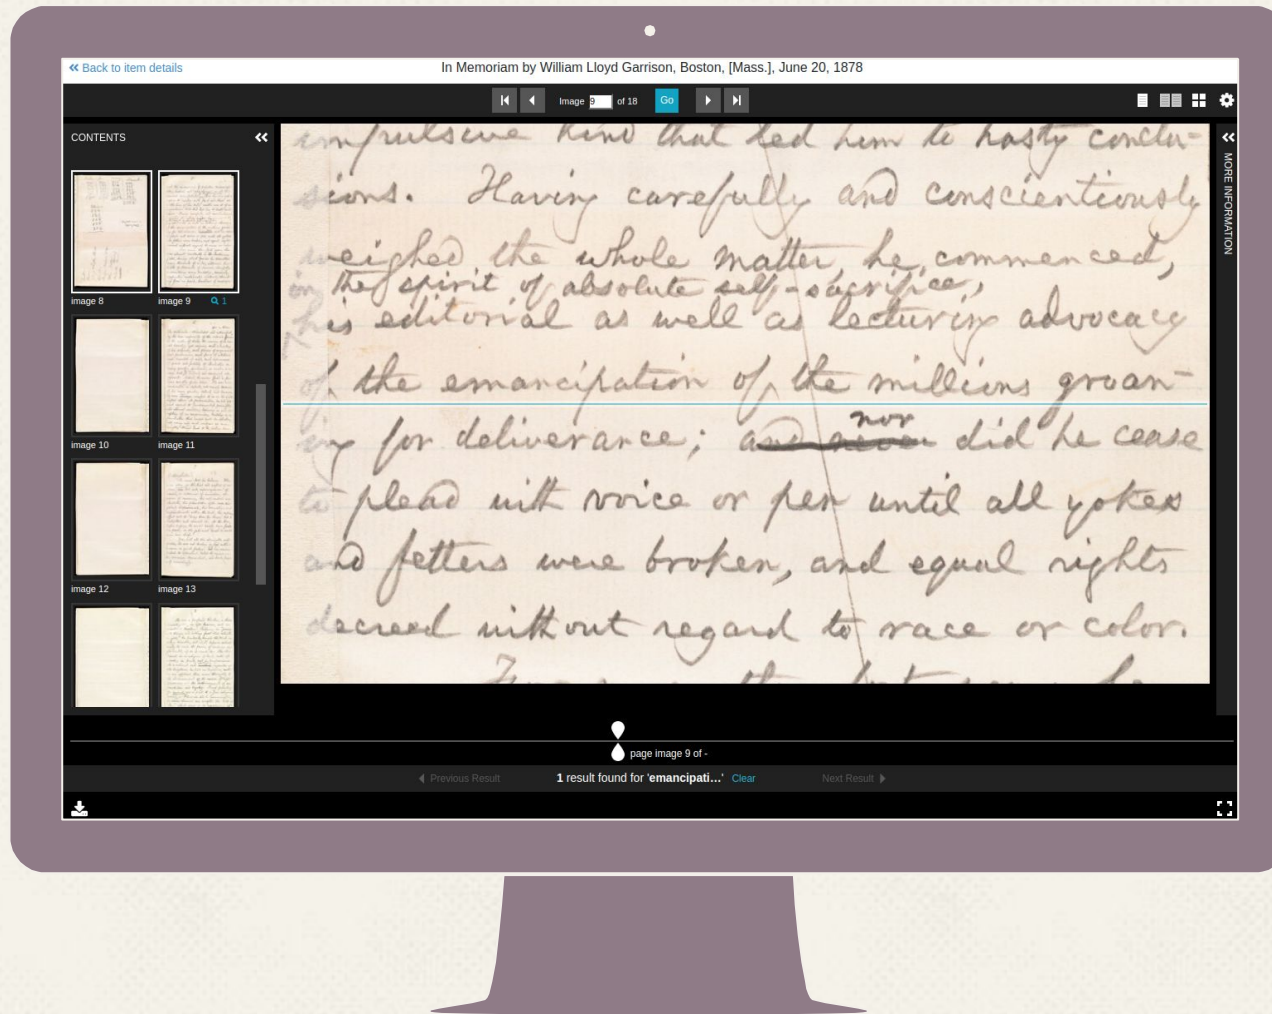 Back to item details
In Memoriam by William Lloyd Garrison, Boston, [Mass.], June 20, 1878
Image 9 of 18 Go
CONTENTS
MORE INFORMATION
image 8
image 9 1
image 10
image 11
image 12
image 13
impulsive kind that led him to hasty conclu-
sions. Having carefully and conscientiously
weighed the whole matter, he commenced,
in the spirit of absolute self-sacrifice,
his editorial as well as lecturing advocacy
of the emancipation of the millions groan-
nor
ing for deliverance; and never did he cease
to plead with voice or pen until all yokes
and fetters were broken, and equal rights
decreed without regard to race or color.
page image 9 of -
Previous Result 1 result found for 'emancipati...' Clear Next Result